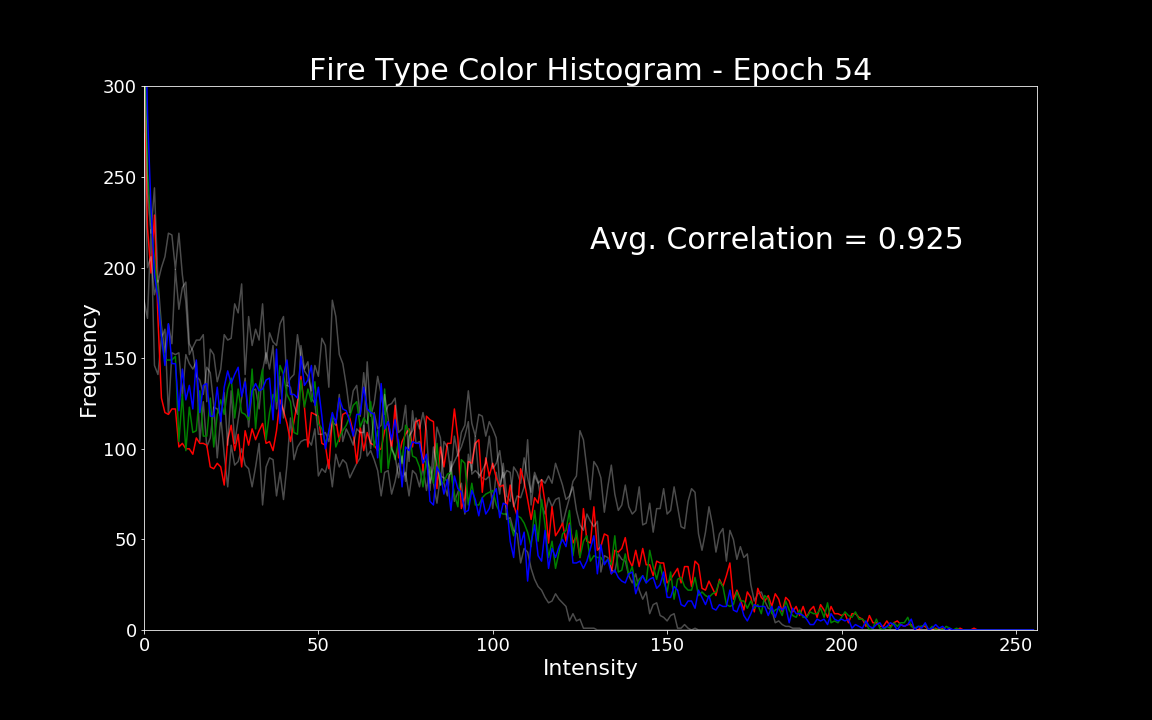 Fire Type Color Histogram - Epoch 54
300
250
200
150
100
50
0
Frequency
Avg. Correlation = 0.925
0 50 100 150 200 250
Intensity